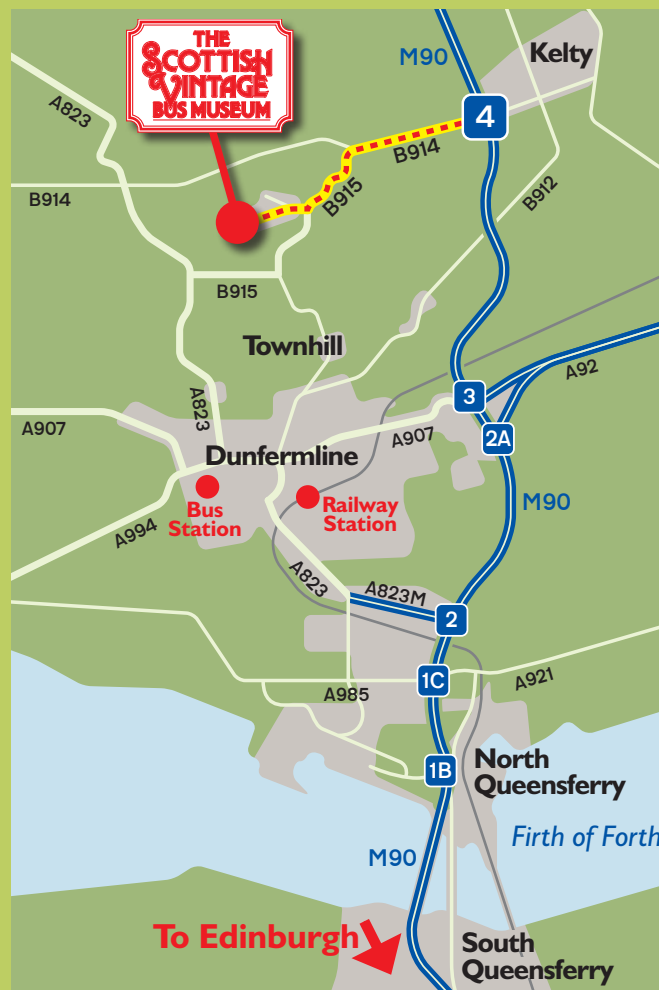 THE
SCOTTISH
VINTAGE
BUS MUSEUM
M90
Kelty
A823
4
B914
B914
B915
B912
B915
Townhill
A92
3
A823
A907
A907
2A
Dunfermline
Bus
Station
Railway
Station
M90
A994
A823
A823M
2
1C
A921
A985
1B
North
Queensferry
Firth of Forth
M90
To Edinburgh
South
Queensferry